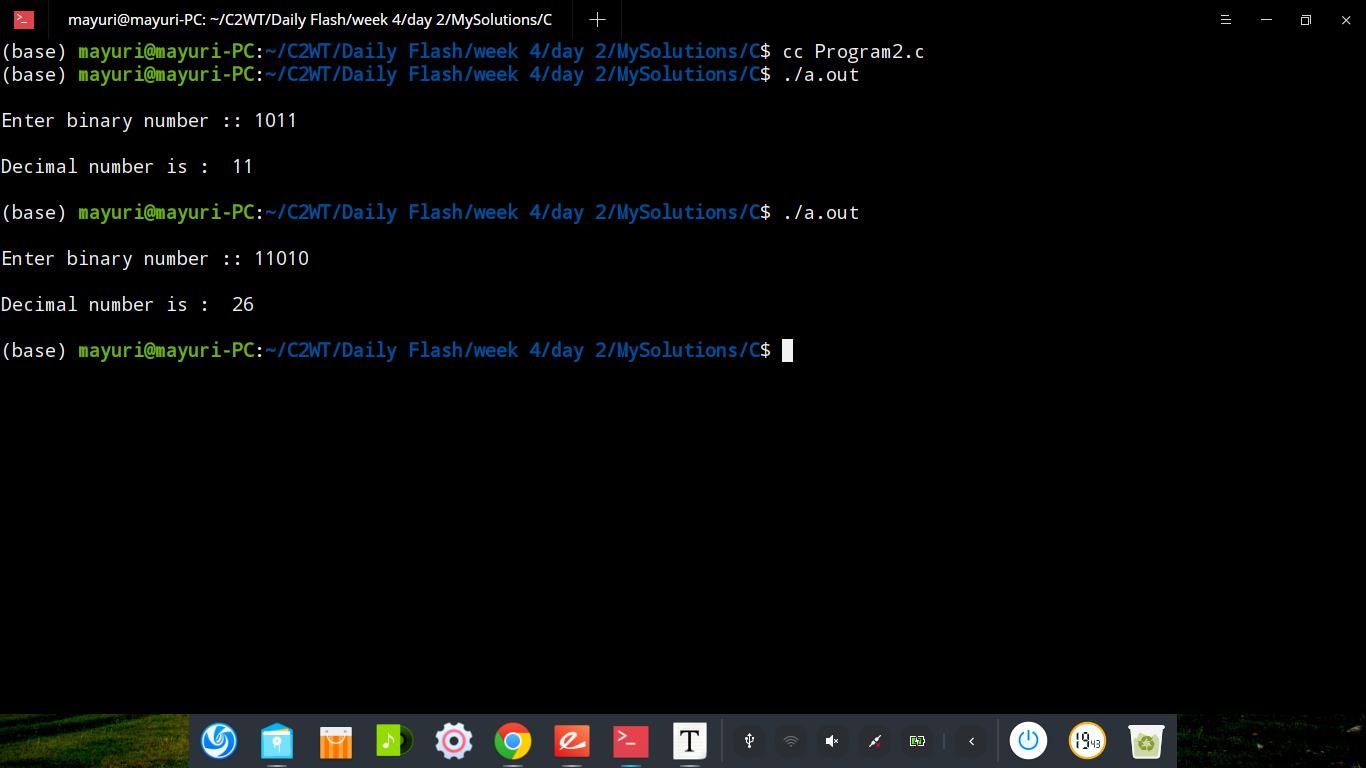 mayuri@mayuri-PC: ~/C2WT/Daily Flash/week 4/day 2/MySolutions/C
(base) mayuri@mayuri-PC:~/C2WT/Daily Flash/week 4/day 2/MySolutions/C$ cc Program2.c
(base) mayuri@mayuri-PC:~/C2WT/Daily Flash/week 4/day 2/MySolutions/C$ ./a.out
Enter binary number :: 1011
Decimal number is :  11
(base) mayuri@mayuri-PC:~/C2WT/Daily Flash/week 4/day 2/MySolutions/C$ ./a.out
Enter binary number :: 11010
Decimal number is :  26
(base) mayuri@mayuri-PC:~/C2WT/Daily Flash/week 4/day 2/MySolutions/C$
T
19 43